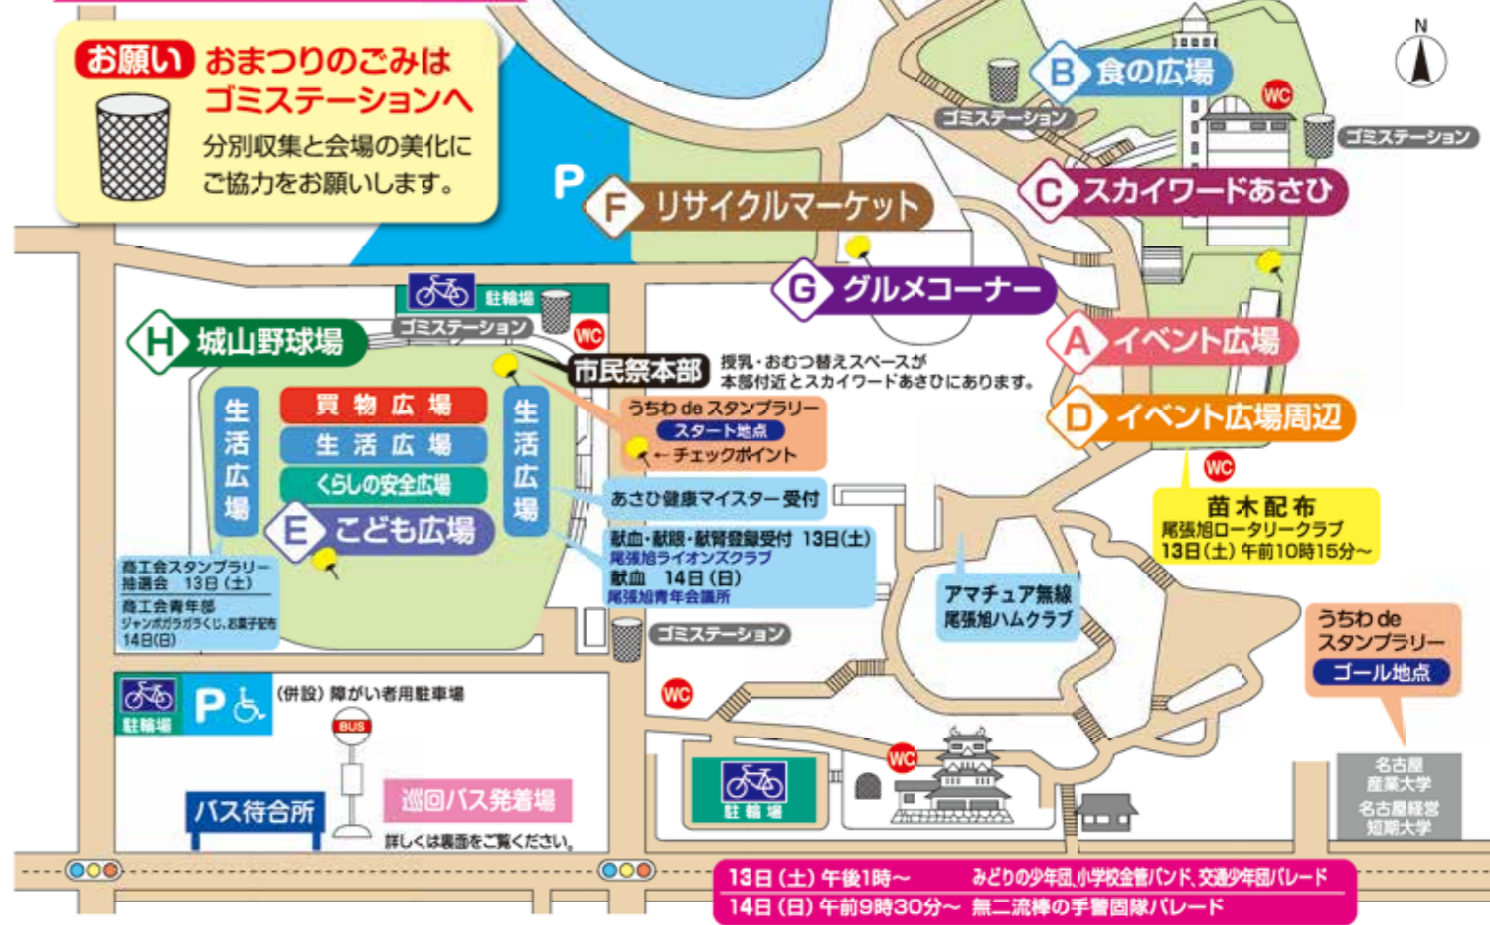 お願い
おまつりのごみは
ゴミステーションへ
分別収集と会場の美化に
ご協力をお願いします。
N
B 食の広場
WC
ゴミステーション
ゴミステーション
P
F リサイクルマーケット
C スカイワードあさひ
G グルメコーナー
駐輪場
ゴミステーション
WC
H 城山野球場
A イベント広場
市民祭本部
授乳・おむつ替えスペースが
本部付近とスカイワードあさひにあります。
D イベント広場周辺
生活広場
買物広場
生活広場
くらしの安全広場
生活広場
E こども広場
うちわ de スタンプラリー
スタート地点
←チェックポイント
あさひ健康マイスター受付
献血・献眼・献腎登録受付 13日(土)
尾張旭ライオンズクラブ
献血 14日(日)
尾張旭青年会議所
WC
苗木配布
尾張旭ロータリークラブ
13日(土)午前10時15分～
商工会スタンプラリー
抽選会 13日(土)
商工会青年部
ジャンボガラガラくじ、お菓子配布
14日(日)
アマチュア無線
尾張旭ハムクラブ
ゴミステーション
うちわ de
スタンプラリー
ゴール地点
駐輪場
P
(併設)障がい者用駐車場
WC
BUS
WC
バス待合所
巡回バス発着場
詳しくは裏面をご覧ください。
駐輪場
名古屋
産業大学
名古屋経営
短期大学
13日(土)午後1時～ みどりの少年団、小学校金管バンド、交通少年団パレード
14日(日)午前9時30分～ 無二流棒の手警固隊パレード